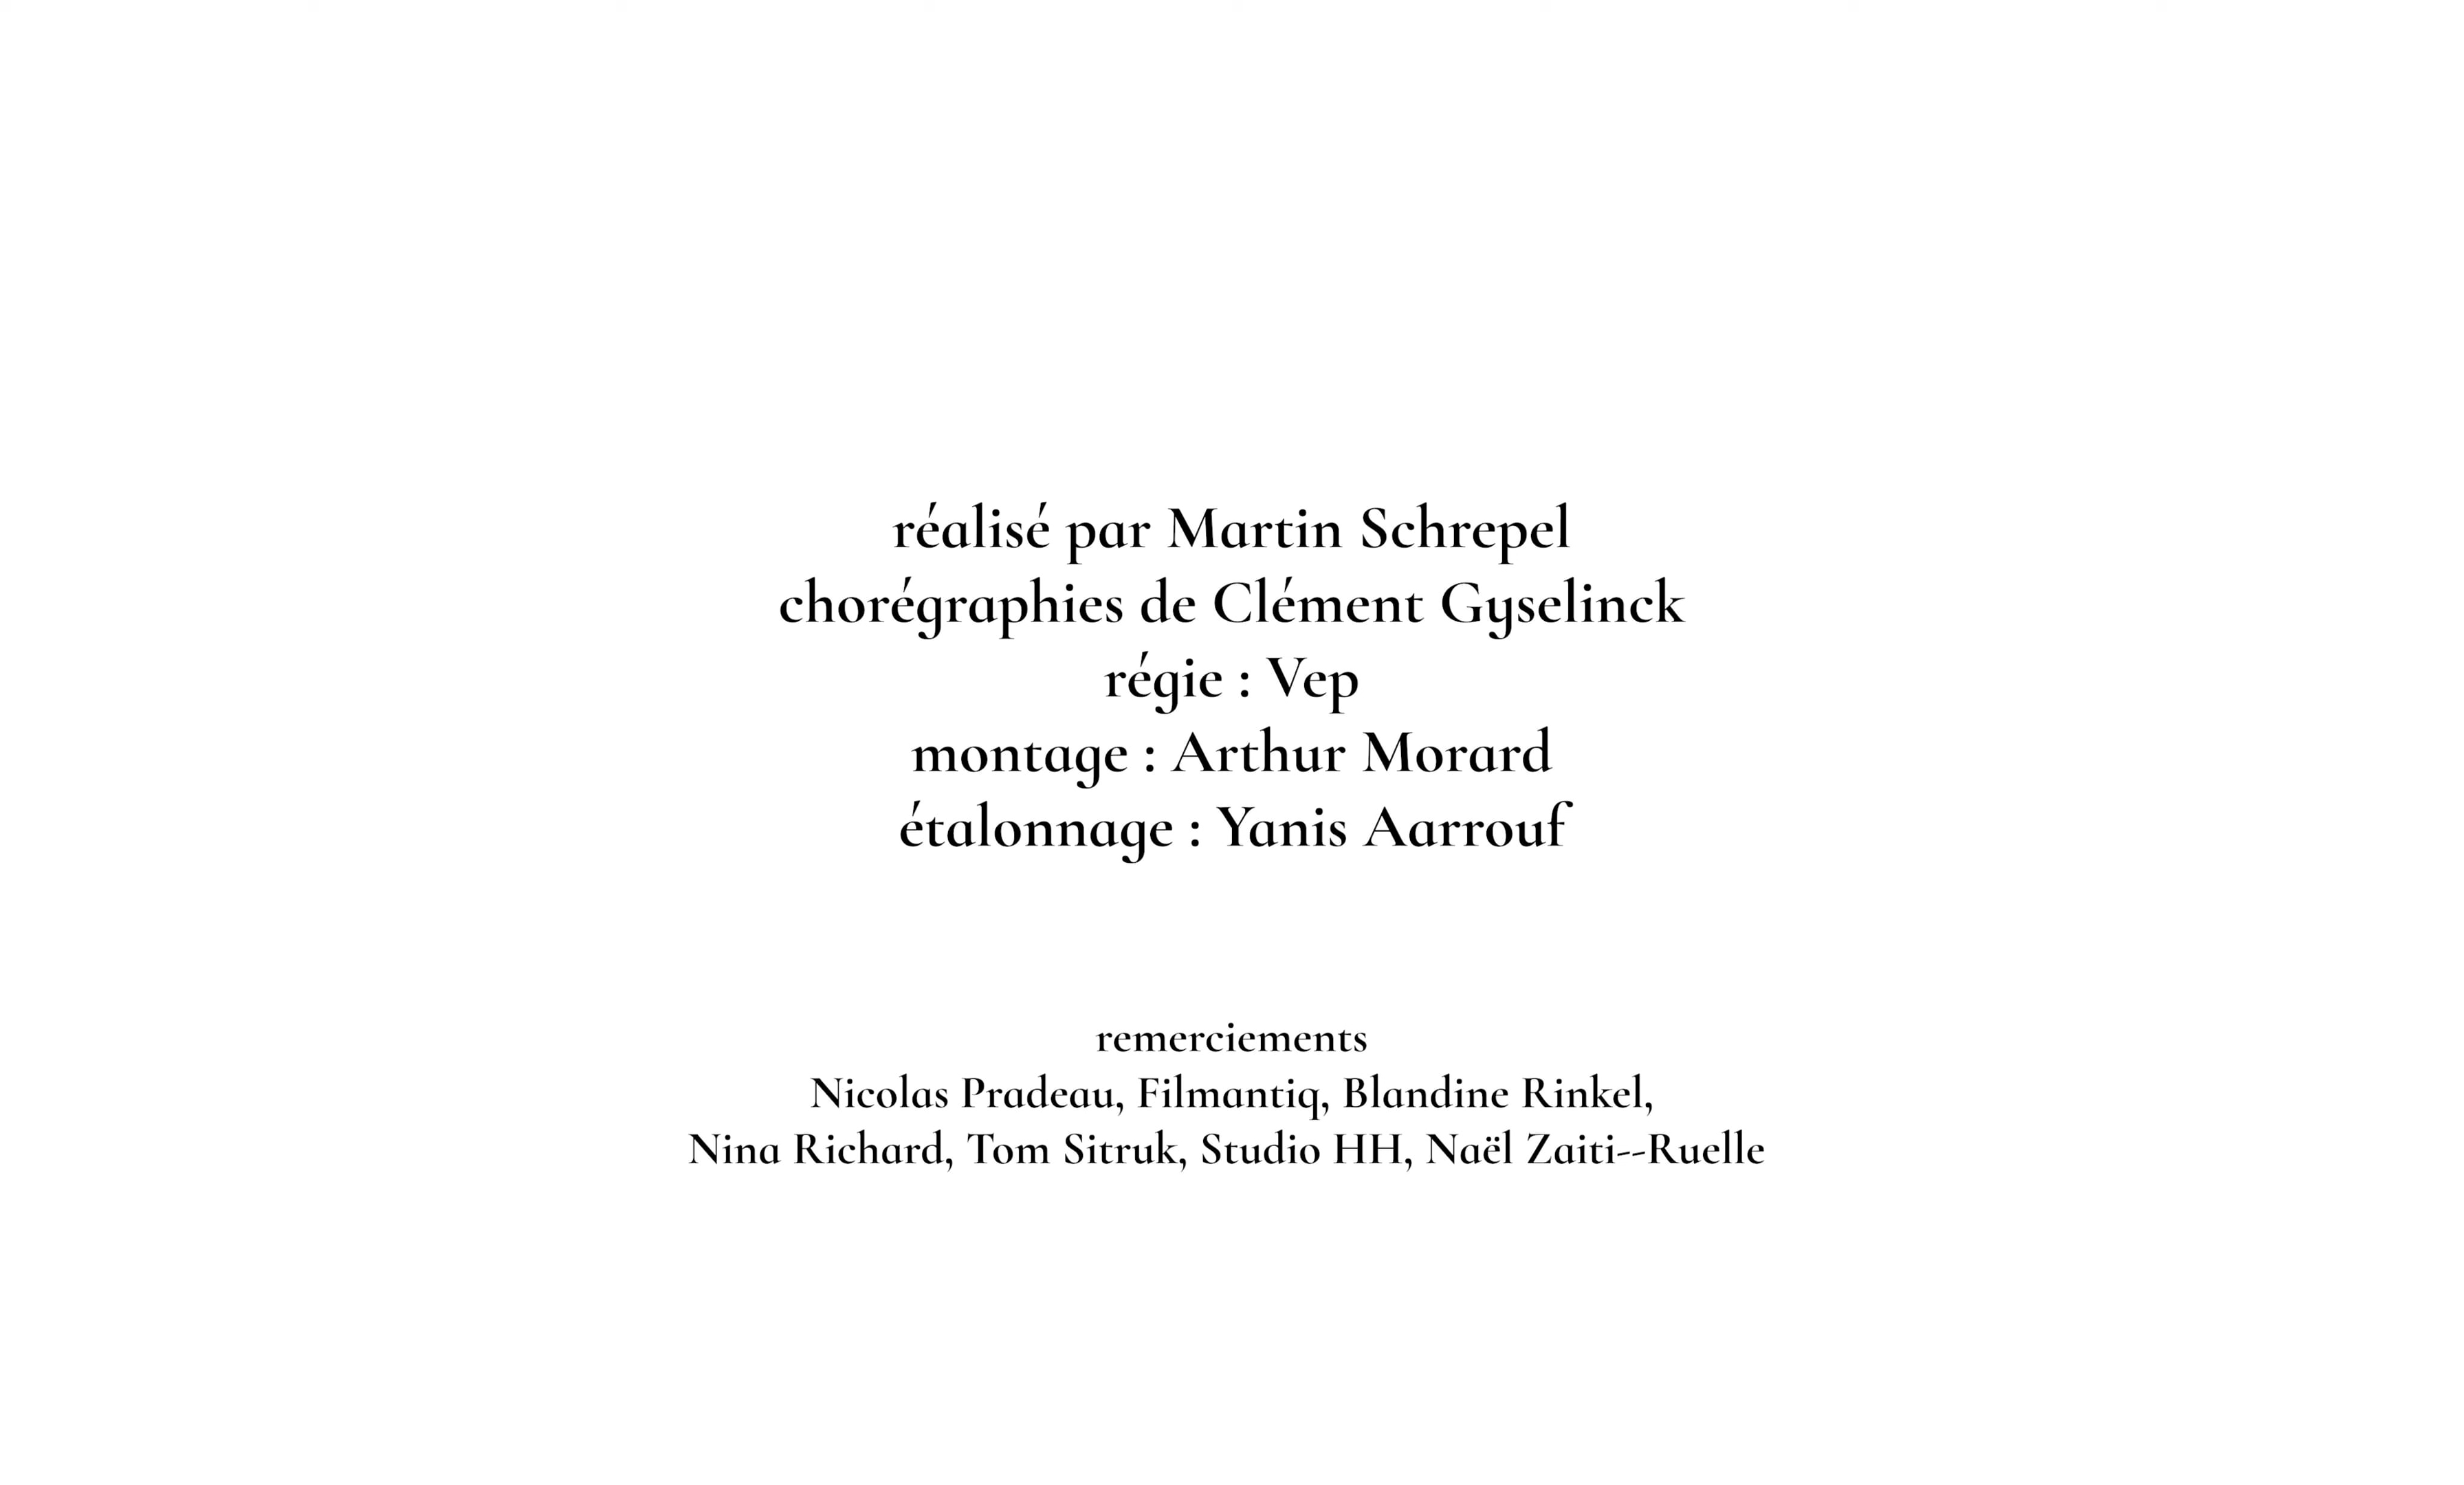 réalisé par Martin Schrepel
chorégraphies de Clément Gyselinck
régie : Vep
montage : Arthur Morard
étalonnage : Yanis Aarrouf
remerciements
Nicolas Pradeau, Filmantiq, Blandine Rinkel,
Nina Richard, Tom Sitruk, Studio HH, Naël Zaiti--Ruelle